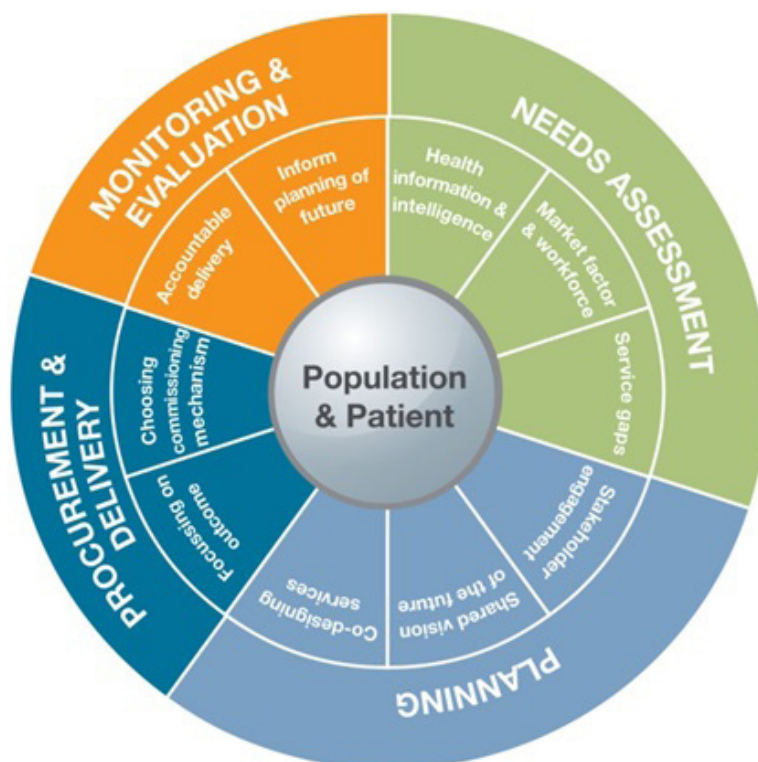 MONITORING &
EVALUATION
NEEDS ASSESSMENT
PLANNING
PROCUREMENT &
DELIVERY
Inform
planning of
future
Accountable
delivery
Health
information &
intelligence
Market factor
& workforce
Service gaps
Stakeholder
engagement
Shared vision
of the future
Co-designing
services
Focussing on
outcome
Choosing
commissioning
mechanism
Population
& Patient